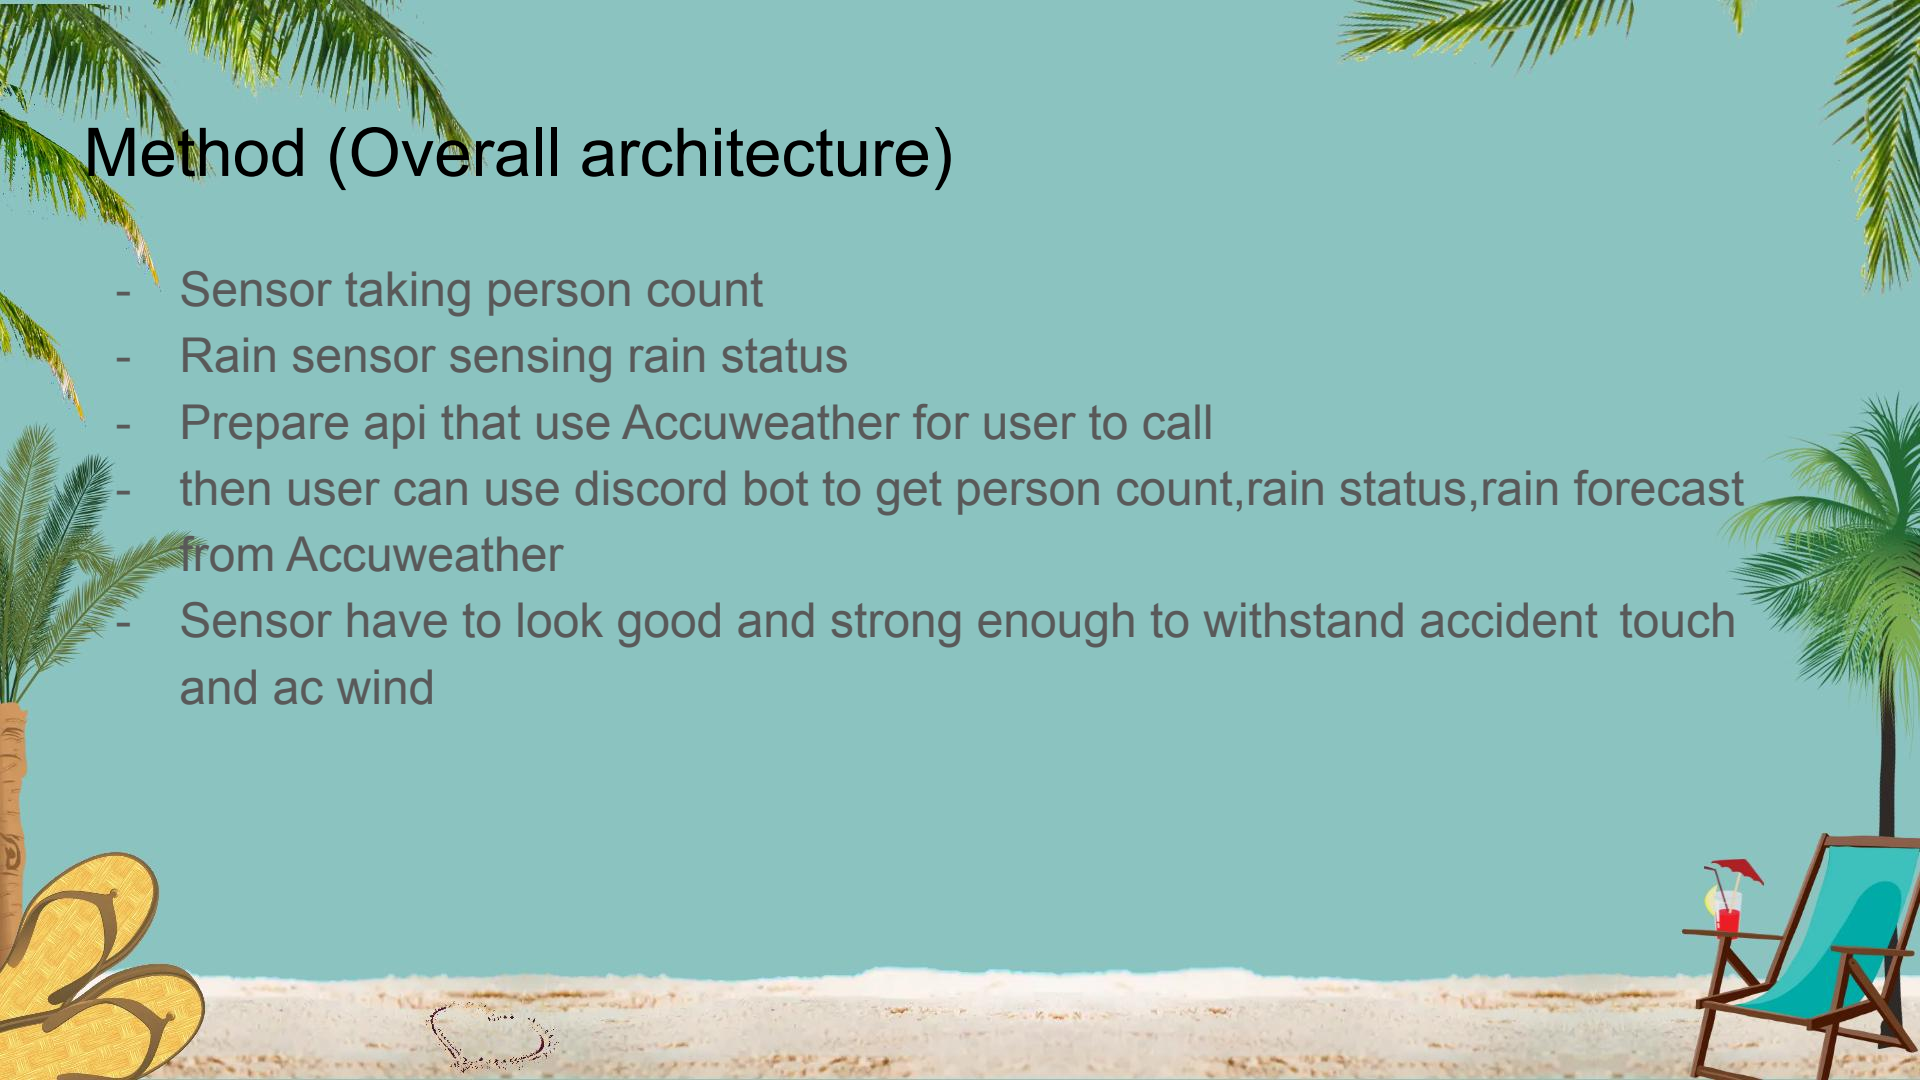 Method (Overall architecture)
- Sensor taking person count
- Rain sensor sensing rain status
- Prepare api that use Accuweather for user to call
- then user can use discord bot to get person count,rain status,rain forecast
from Accuweather
- Sensor have to look good and strong enough to withstand accident touch
and ac wind